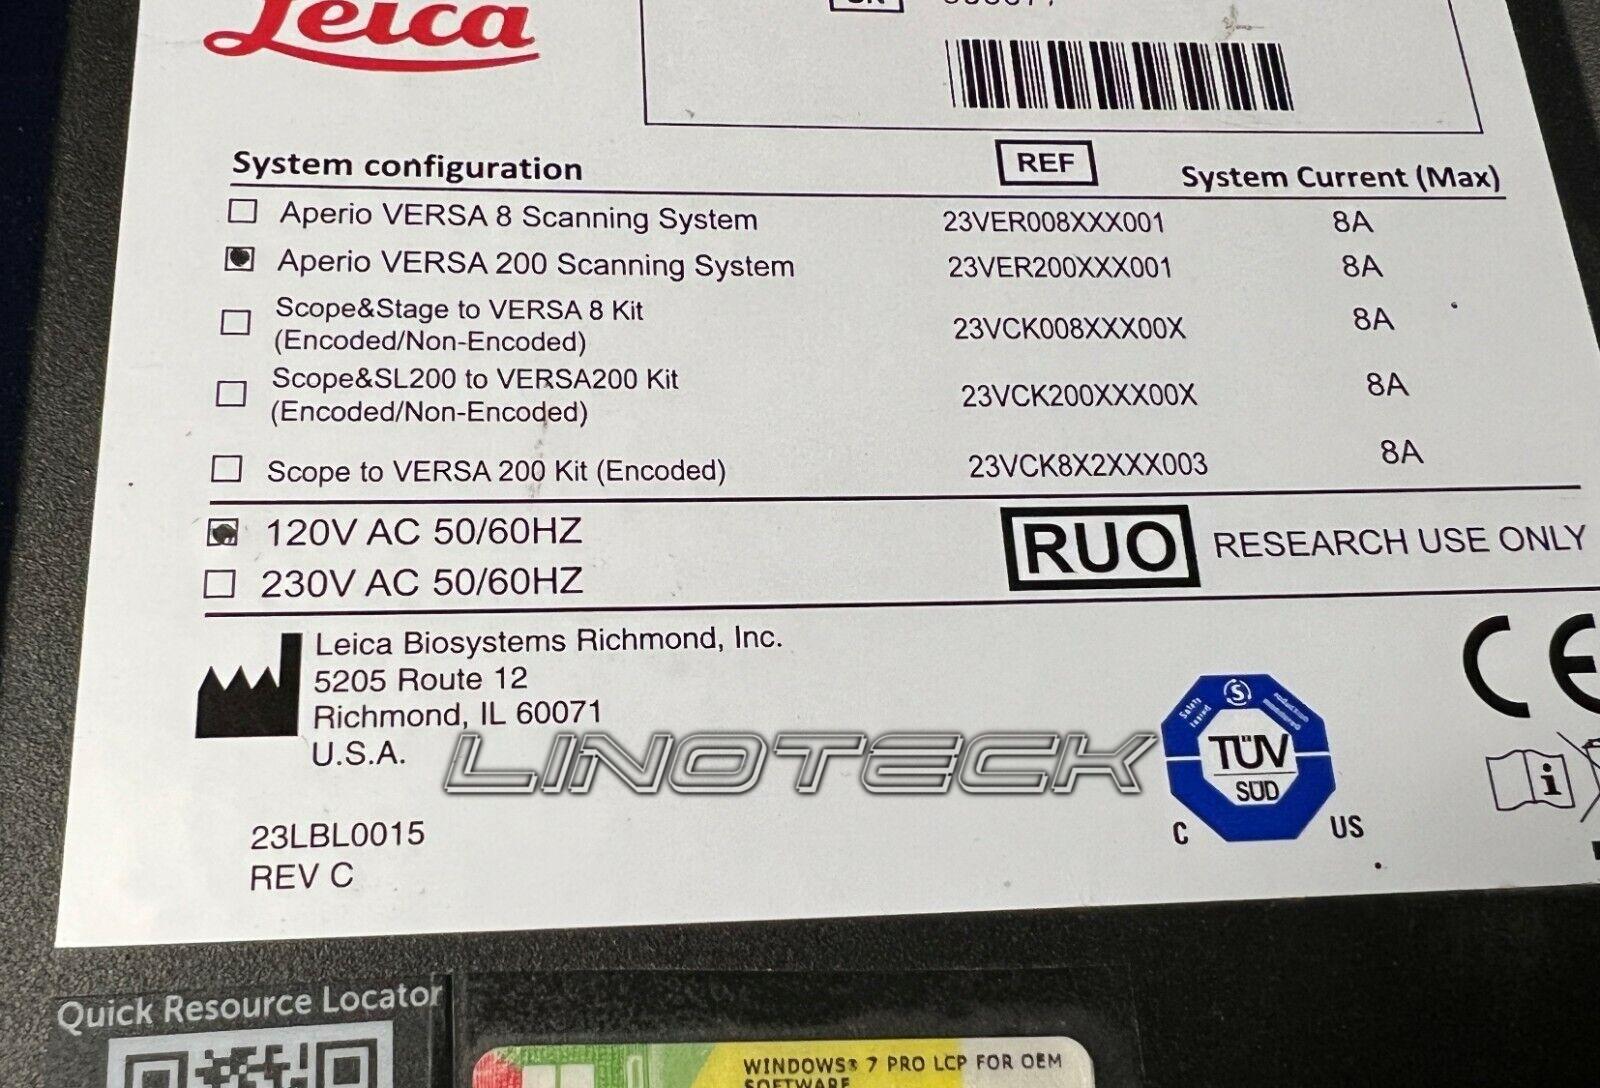 Leica
System configuration REF System Current (Max)
Aperio VERSA 8 Scanning System 23VER008XXX001 8A
Aperio VERSA 200 Scanning System 23VER200XXX001 8A
Scope&Stage to VERSA 8 Kit
(Encoded/Non-Encoded) 23VCK008XXX00X 8A
Scope&SL200 to VERSA200 Kit
(Encoded/Non-Encoded) 23VCK200XXX00X 8A
Scope to VERSA 200 Kit (Encoded) 23VCK8X2XXX003 8A
120V AC 50/60HZ
230V AC 50/60HZ
RUO RESEARCH USE ONLY
Leica Biosystems Richmond, Inc.
5205 Route 12
Richmond, IL 60071
U.S.A.
LINOTECK
CE
TÜV
SÜD
C US
i
23LBL0015
REV C
Quick Resource Locator
WINDOWS® 7 PRO LCP FOR OEM
SOFTWARE